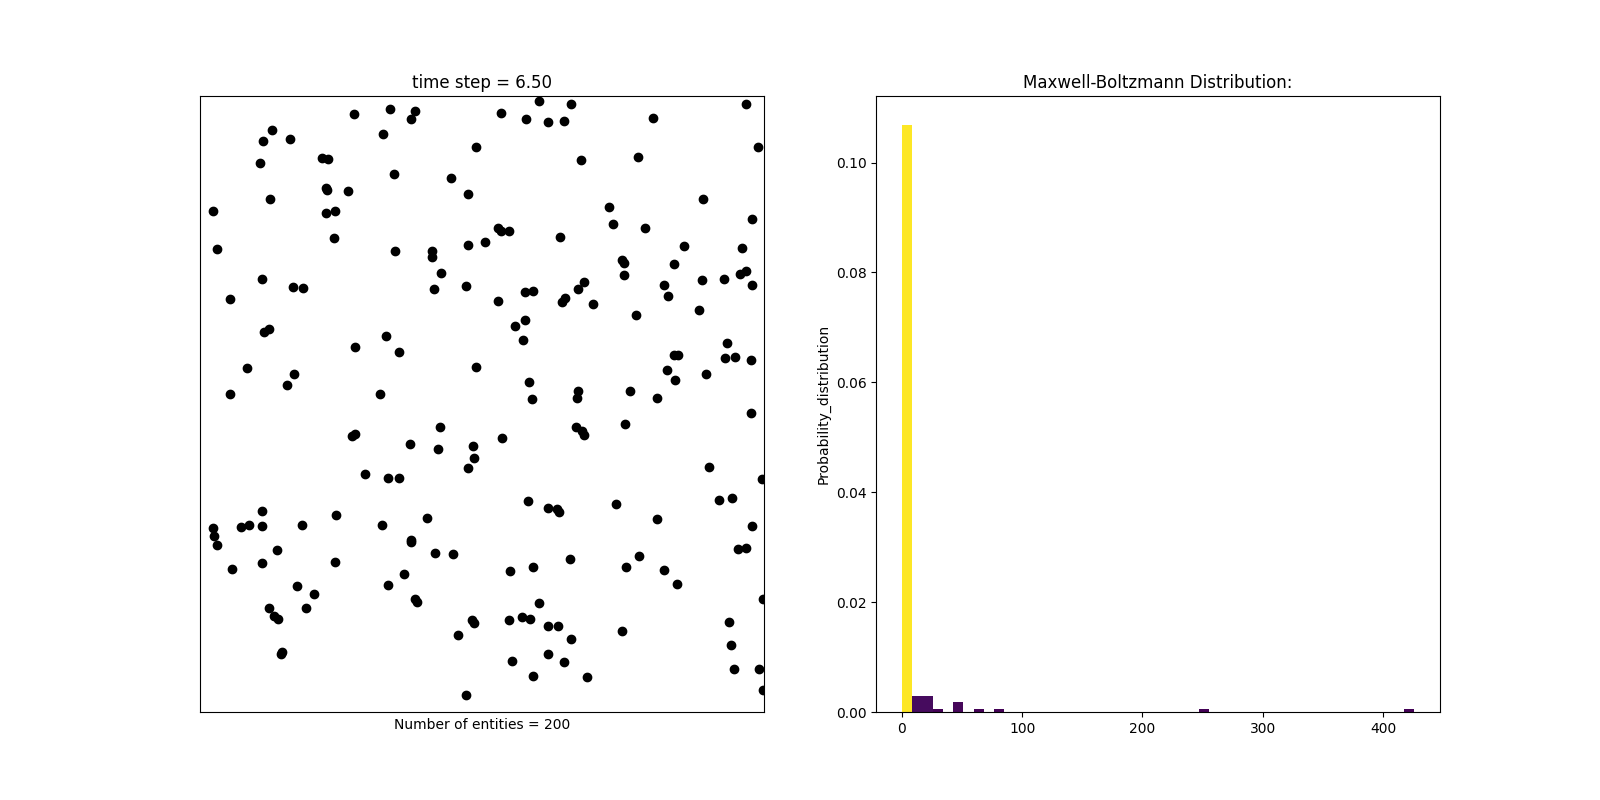 time step = 6.50
Number of entities = 200
Maxwell-Boltzmann Distribution:
Probability_distribution
0.10
0.08
0.06
0.04
0.02
0.00
0 100 200 300 400